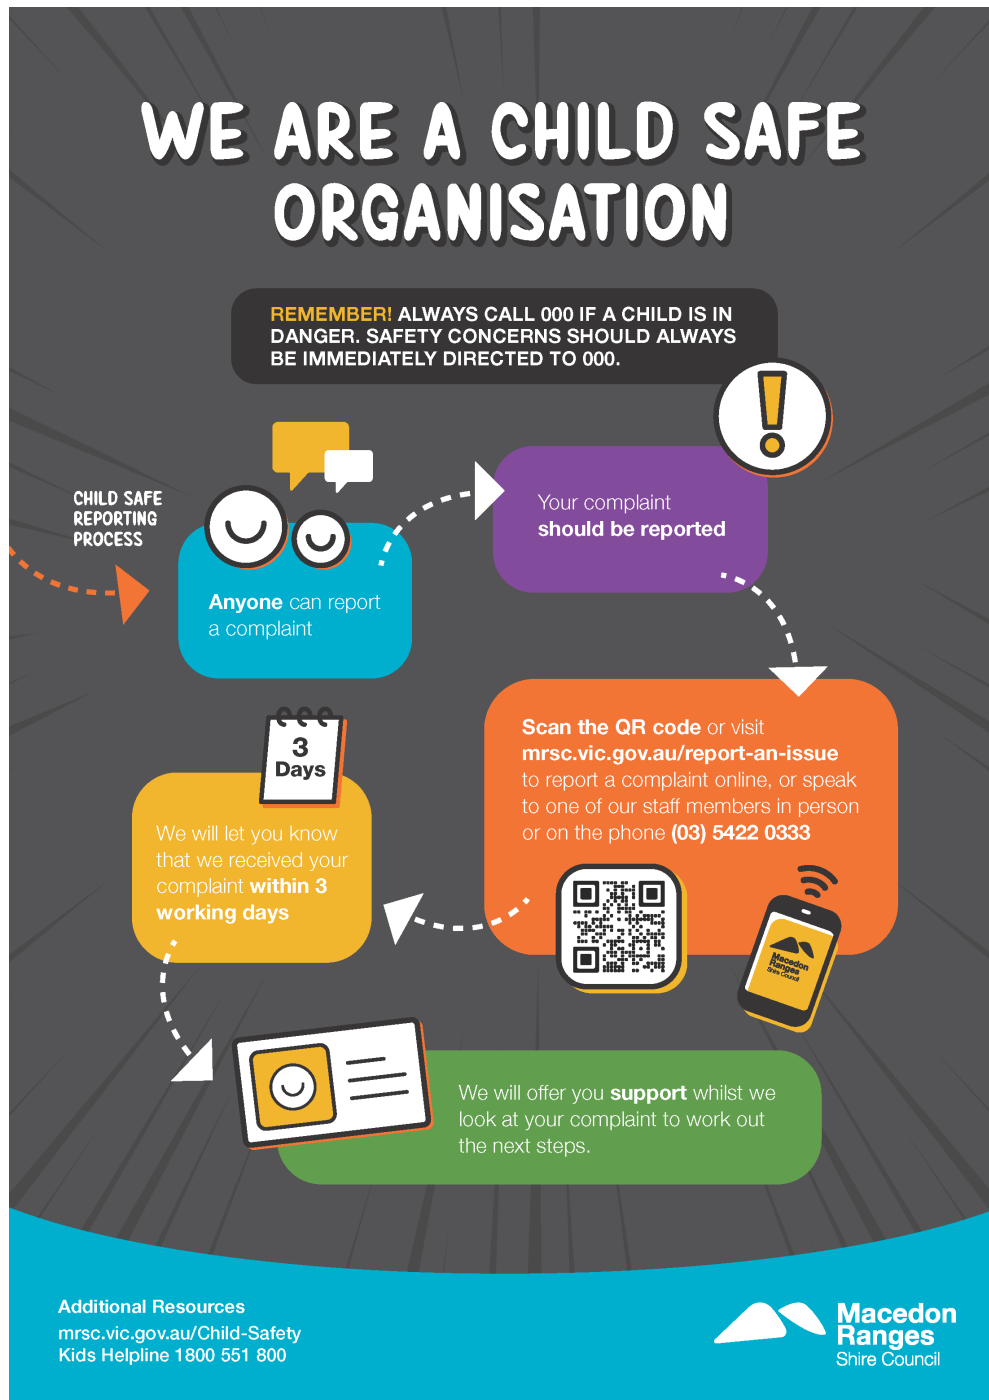 WE ARE A CHILD SAFE
ORGANISATION
REMEMBER! ALWAYS CALL 000 IF A CHILD IS IN
DANGER. SAFETY CONCERNS SHOULD ALWAYS
BE IMMEDIATELY DIRECTED TO 000.
CHILD SAFE
REPORTING
PROCESS
Anyone can report
a complaint
Your complaint
should be reported
Scan the QR code or visit
mrsc.vic.gov.au/report-an-issue
to report a complaint online, or speak
to one of our staff members in person
or on the phone (03) 5422 0333
Macedon
Ranges
Shire Council
3
Days
We will let you know
that we received your
complaint within 3
working days
We will offer you support whilst we
look at your complaint to work out
the next steps.
Additional Resources
mrsc.vic.gov.au/Child-Safety
Kids Helpline 1800 551 800
Macedon
Ranges
Shire Council